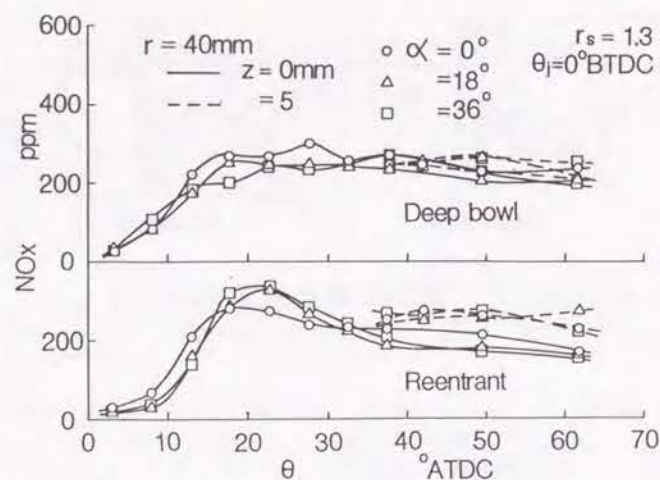 600
r = 40mm
z = 0mm
= 5
α = 0°
=18°
=36°
r_s = 1.3
θ_j=0°BTDC
400
ppm
200
Deep bowl
0
NOx
200
Reentrant
0
0 10 20 30 40 50 60 70
θ °ATDC